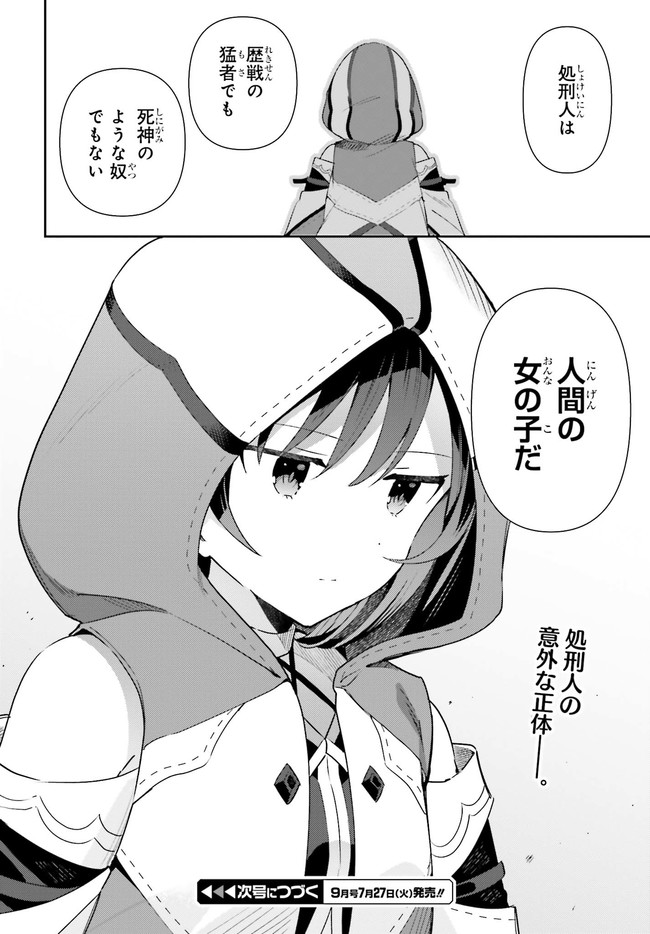 処刑人は
歴戦の
猛者でも
死神の
ような奴
でもない
人間の
女の子だ
処刑人の
意外な正体――。
次号につづく
9月号7月27日(火)発売!!